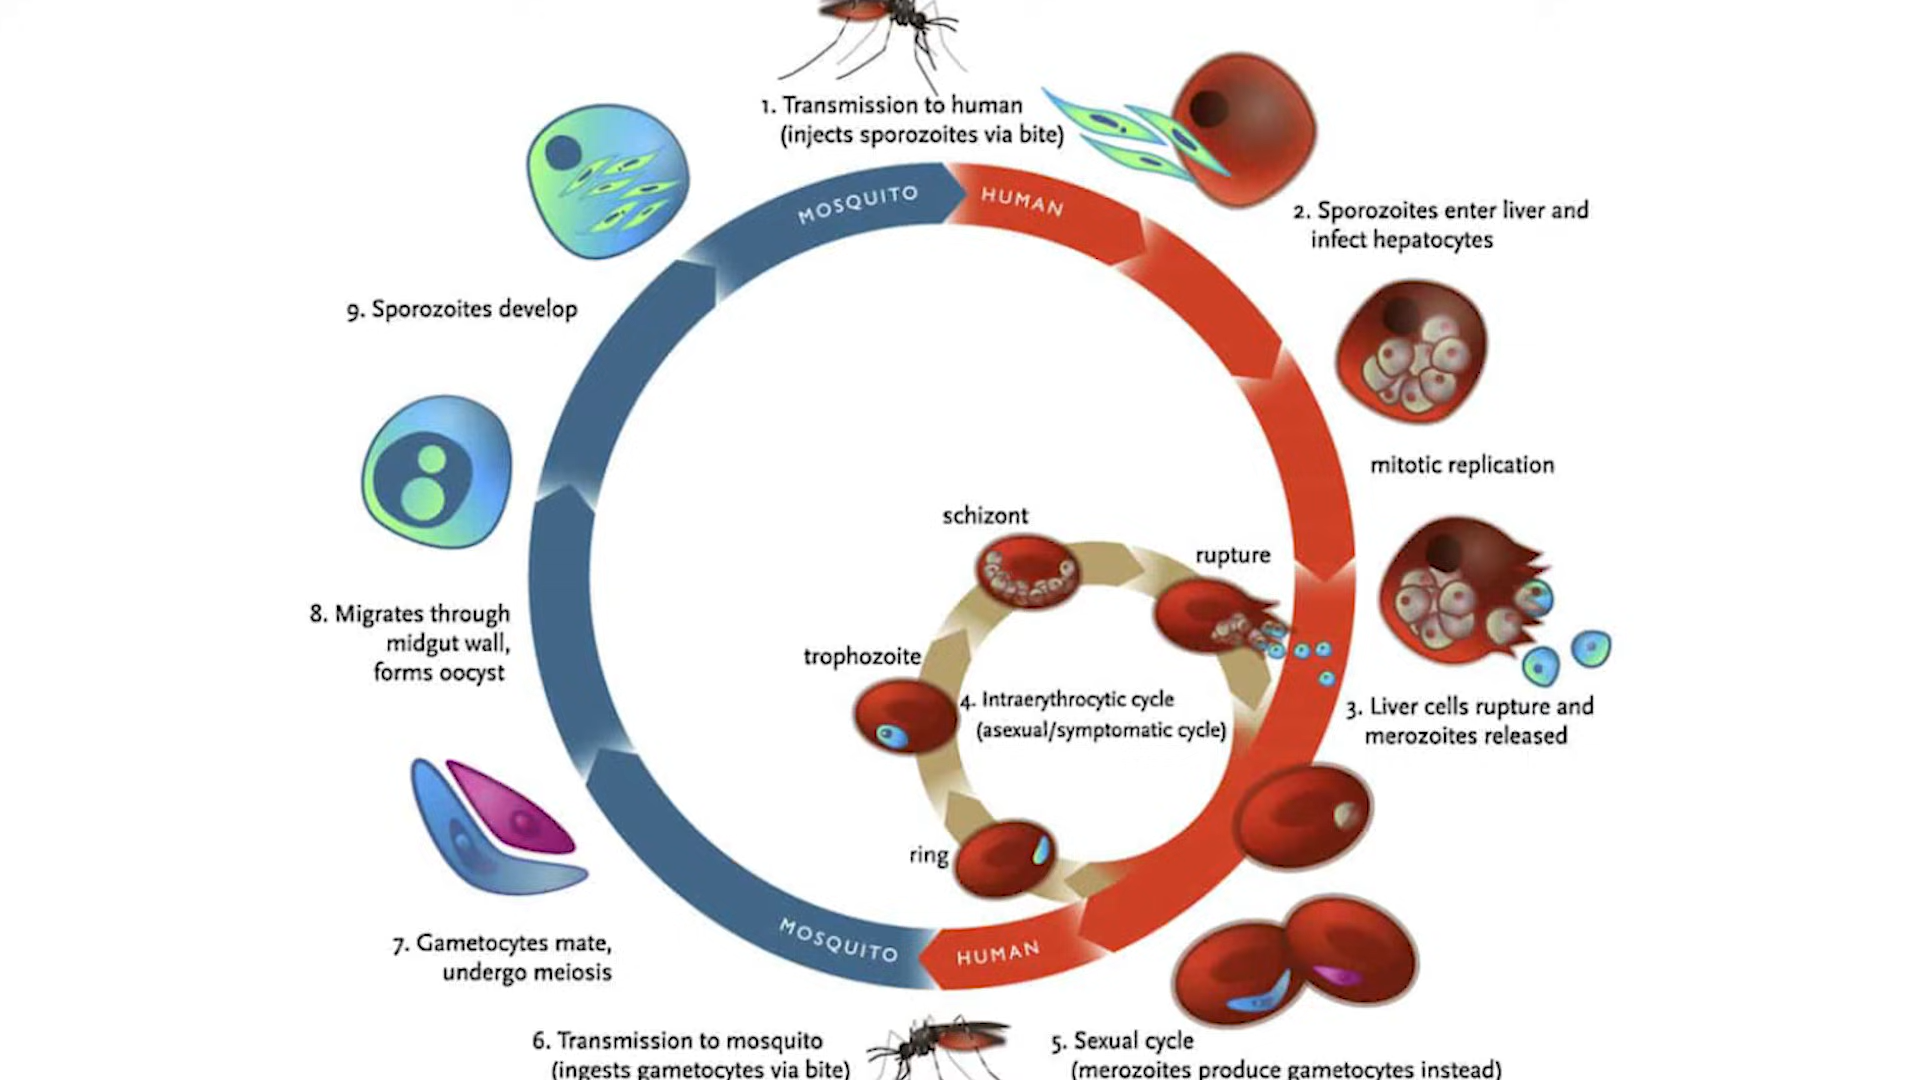 1. Transmission to human
(injects sporozoites via bite)
MOSQUITO
HUMAN
2. Sporozoites enter liver and
infect hepatocytes
mitotic replication
3. Liver cells rupture and
merozoites released
schizont
rupture
trophozoite
4. Intraerythrocytic cycle
(asexual/symptomatic cycle)
ring
9. Sporozoites develop
8. Migrates through
midgut wall,
forms oocyst
7. Gametocytes mate,
undergo meiosis
MOSQUITO
HUMAN
6. Transmission to mosquito
(ingests gametocytes via bite)
5. Sexual cycle
(merozoites produce gametocytes instead)